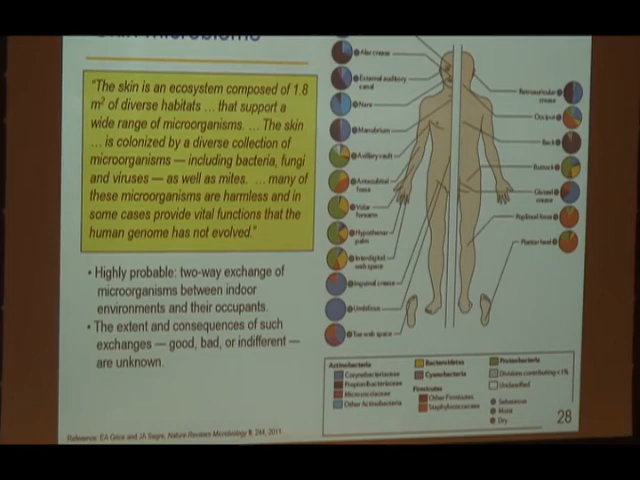 Skin microbiome
"The skin is an ecosystem composed of 1.8
m² of diverse habitats … that support a
wide range of microorganisms. … The skin
… is colonized by a diverse collection of
microorganisms — including bacteria, fungi
and viruses — as well as mites. … many of
these microorganisms are harmless and in
some cases provide vital functions that the
human genome has not evolved."
• Highly probable: two-way exchange of
microorganisms between indoor
environments and their occupants.
• The extent and consequences of such
exchanges — good, bad, or indifferent —
are unknown.
Reference: EA Grice and JA Segre, Nature Reviews Microbiology 9, 244, 2011.
Alar crease
External auditory
canal
Nare
Manubrium
Axillary vault
Antecubital
fossa
Volar
forearm
Hypothenar
palm
Interdigital
web space
Inguinal crease
Umbilicus
Toe web space
Retroauricular
crease
Occiput
Back
Buttock
Gluteal
crease
Popliteal fossa
Plantar heel
Actinobacteria
Corynebacteriaceae
Propionibacteriaceae
Micrococcaceae
Other Actinobacteria
Bacteroidetes
Cyanobacteria
Firmicutes
Other Firmicutes
Staphylococcaceae
Proteobacteria
Divisions contributing <1%
Unclassified
Sebaceous
Moist
Dry
28